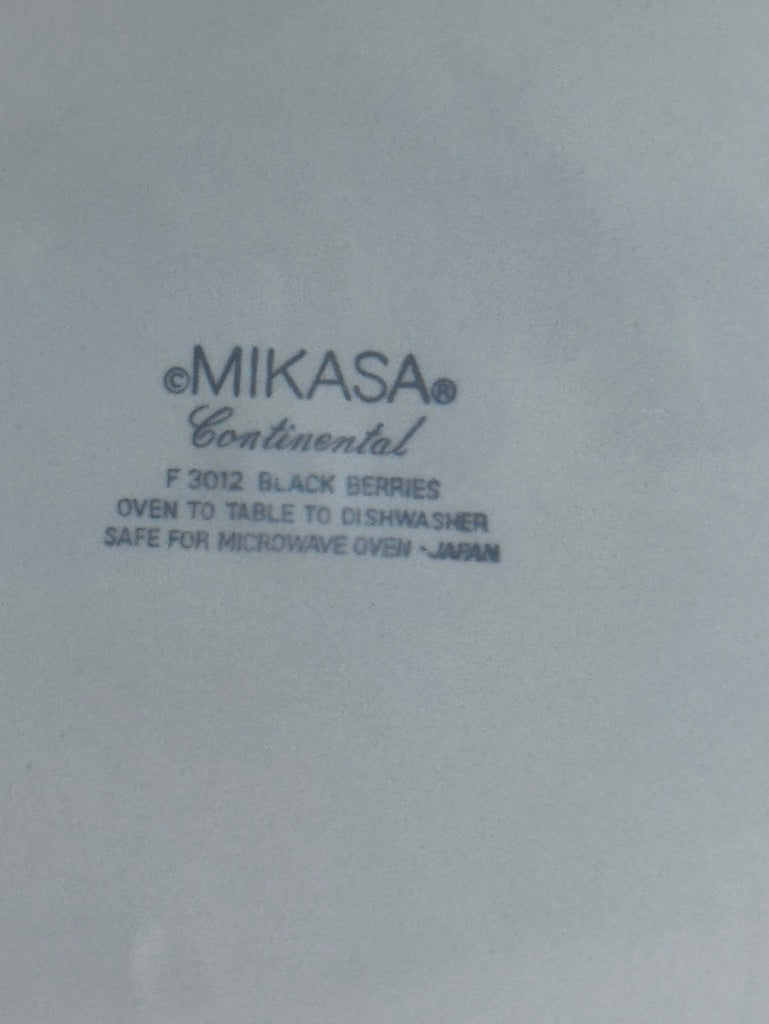 ©MIKASA®
Continental
F 3012 BLACK BERRIES
OVEN TO TABLE TO DISHWASHER
SAFE FOR MICROWAVE OVEN -JAPAN